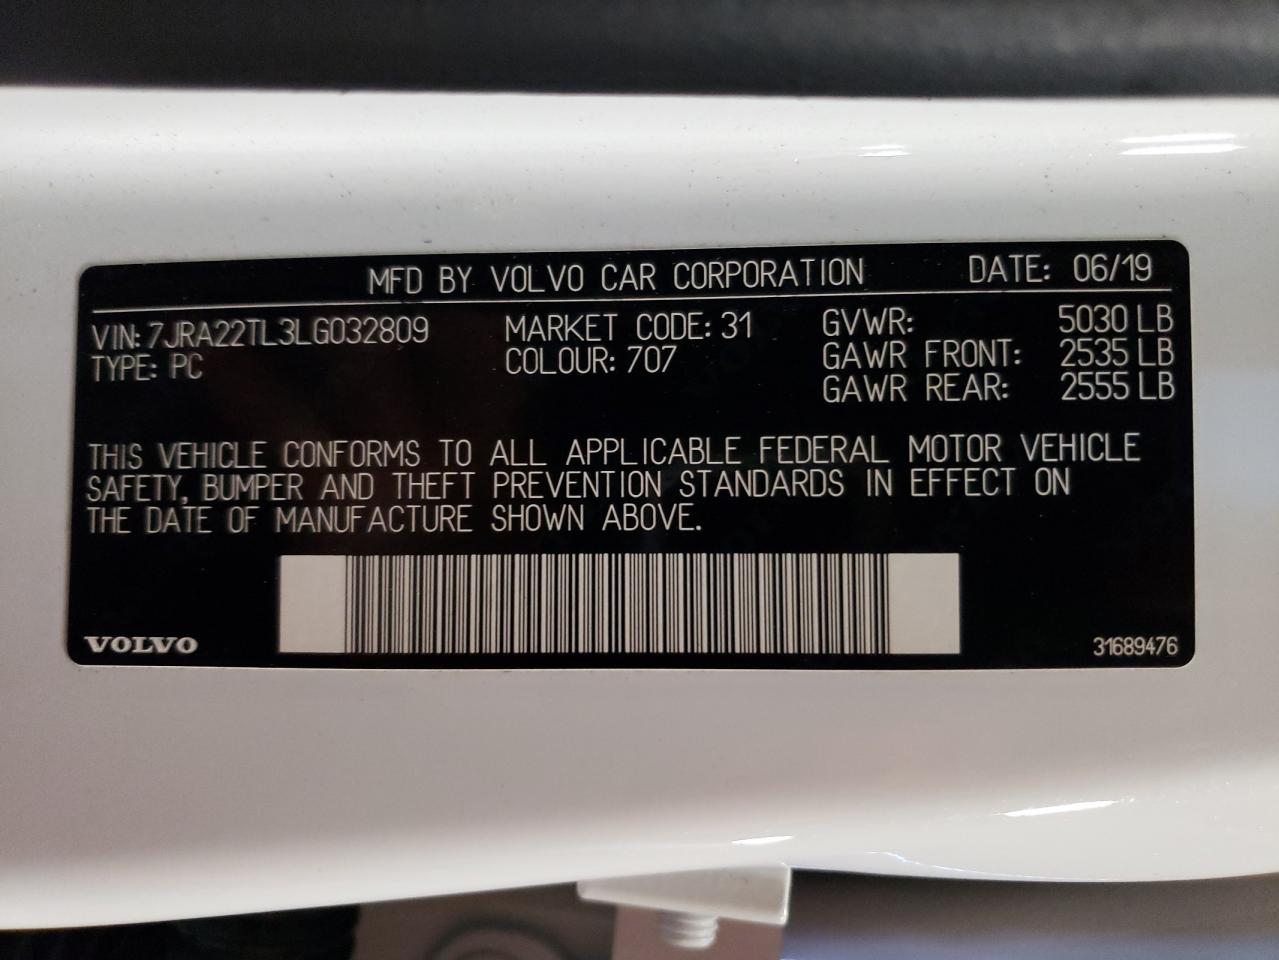 MFD BY VOLVO CAR CORPORATION DATE: 06/19
VIN: 7JRA22TL3LG032809 MARKET CODE: 31 GVWR: 5030 LB
TYPE: PC COLOUR: 707 GAWR FRONT: 2535 LB
GAWR REAR: 2555 LB
THIS VEHICLE CONFORMS TO ALL APPLICABLE FEDERAL MOTOR VEHICLE
SAFETY, BUMPER AND THEFT PREVENTION STANDARDS IN EFFECT ON
THE DATE OF MANUFACTURE SHOWN ABOVE.
VOLVO 31689476